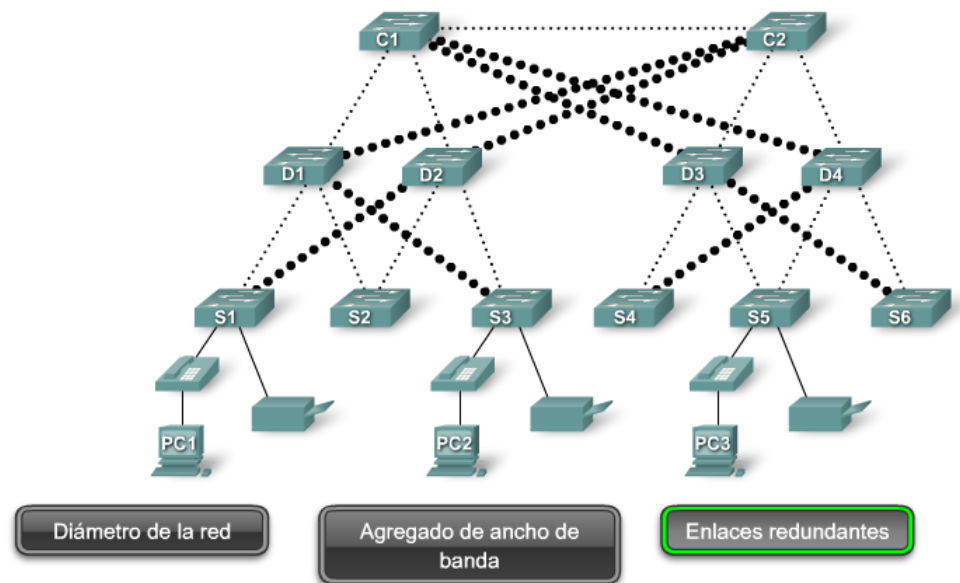 C1
C2
D1
D2
D3
D4
S1
S2
S3
S4
S5
S6
PC1
PC2
PC3
Diámetro de la red
Agregado de ancho de
banda
Enlaces redundantes